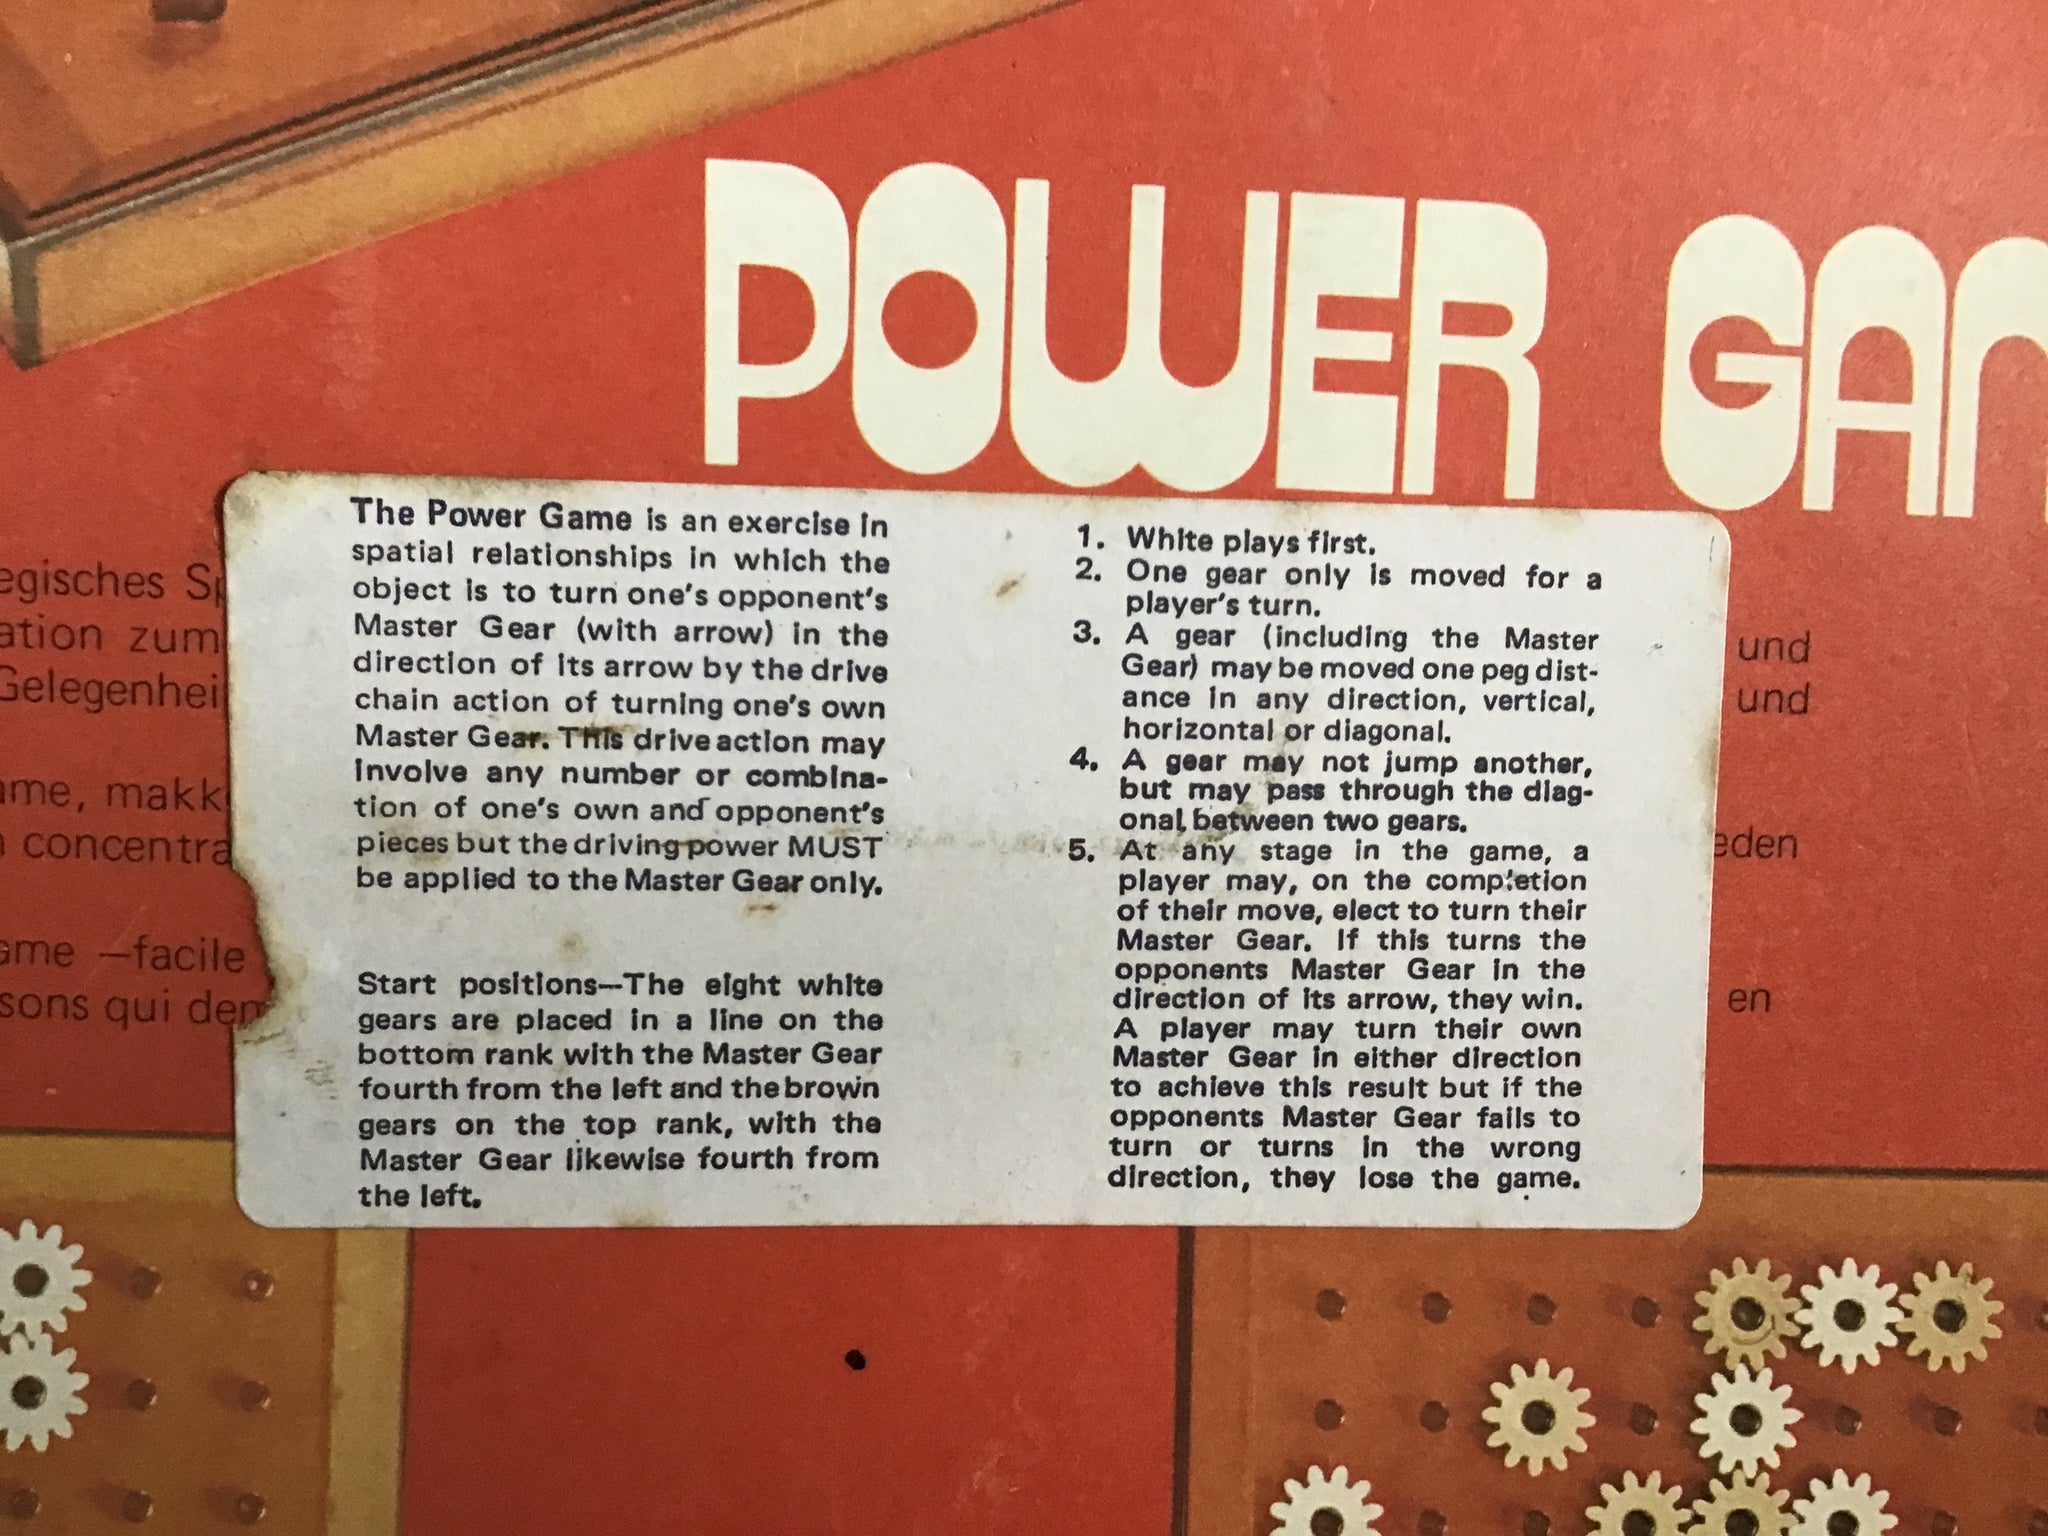 POWER GAM
The Power Game is an exercise in
spatial relationships in which the
object is to turn one's opponent's
Master Gear (with arrow) in the
direction of its arrow by the drive
chain action of turning one's own
Master Gear. This drive action may
involve any number or combina-
tion of one's own and opponent's
pieces but the driving power MUST
be applied to the Master Gear only.
Start positions—The eight white
gears are placed in a line on the
bottom rank with the Master Gear
fourth from the left and the brown
gears on the top rank, with the
Master Gear likewise fourth from
the left.
1. White plays first.
2. One gear only is moved for a
player's turn.
3. A gear (including the Master
Gear) may be moved one peg dist-
ance in any direction, vertical,
horizontal or diagonal.
4. A gear may not jump another,
but may pass through the diag-
onal between two gears.
5. At any stage in the game, a
player may, on the completion
of their move, elect to turn their
Master Gear. If this turns the
opponents Master Gear in the
direction of its arrow, they win.
A player may turn their own
Master Gear in either direction
to achieve this result but if the
opponents Master Gear fails to
turn or turns in the wrong
direction, they lose the game.
egisches Sp
ation zum
Gelegenhei
ame, makk
n concentra
ame —facile
sons qui dem
und
und
eden
en